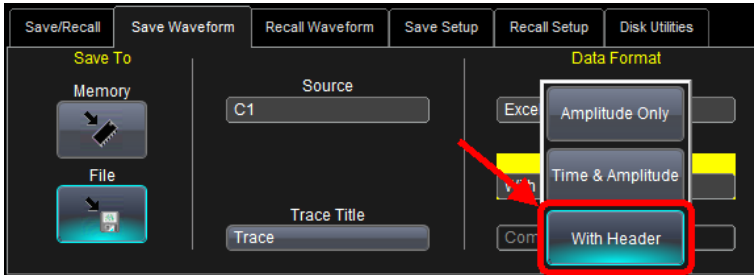 Save/Recall
Save Waveform
Recall Waveform
Save Setup
Recall Setup
Disk Utilities
Save To
Memory
File
Source
C1
Trace Title
Trace
Data Format
Excel
Amplitude Only
Time & Amplitude
With Header